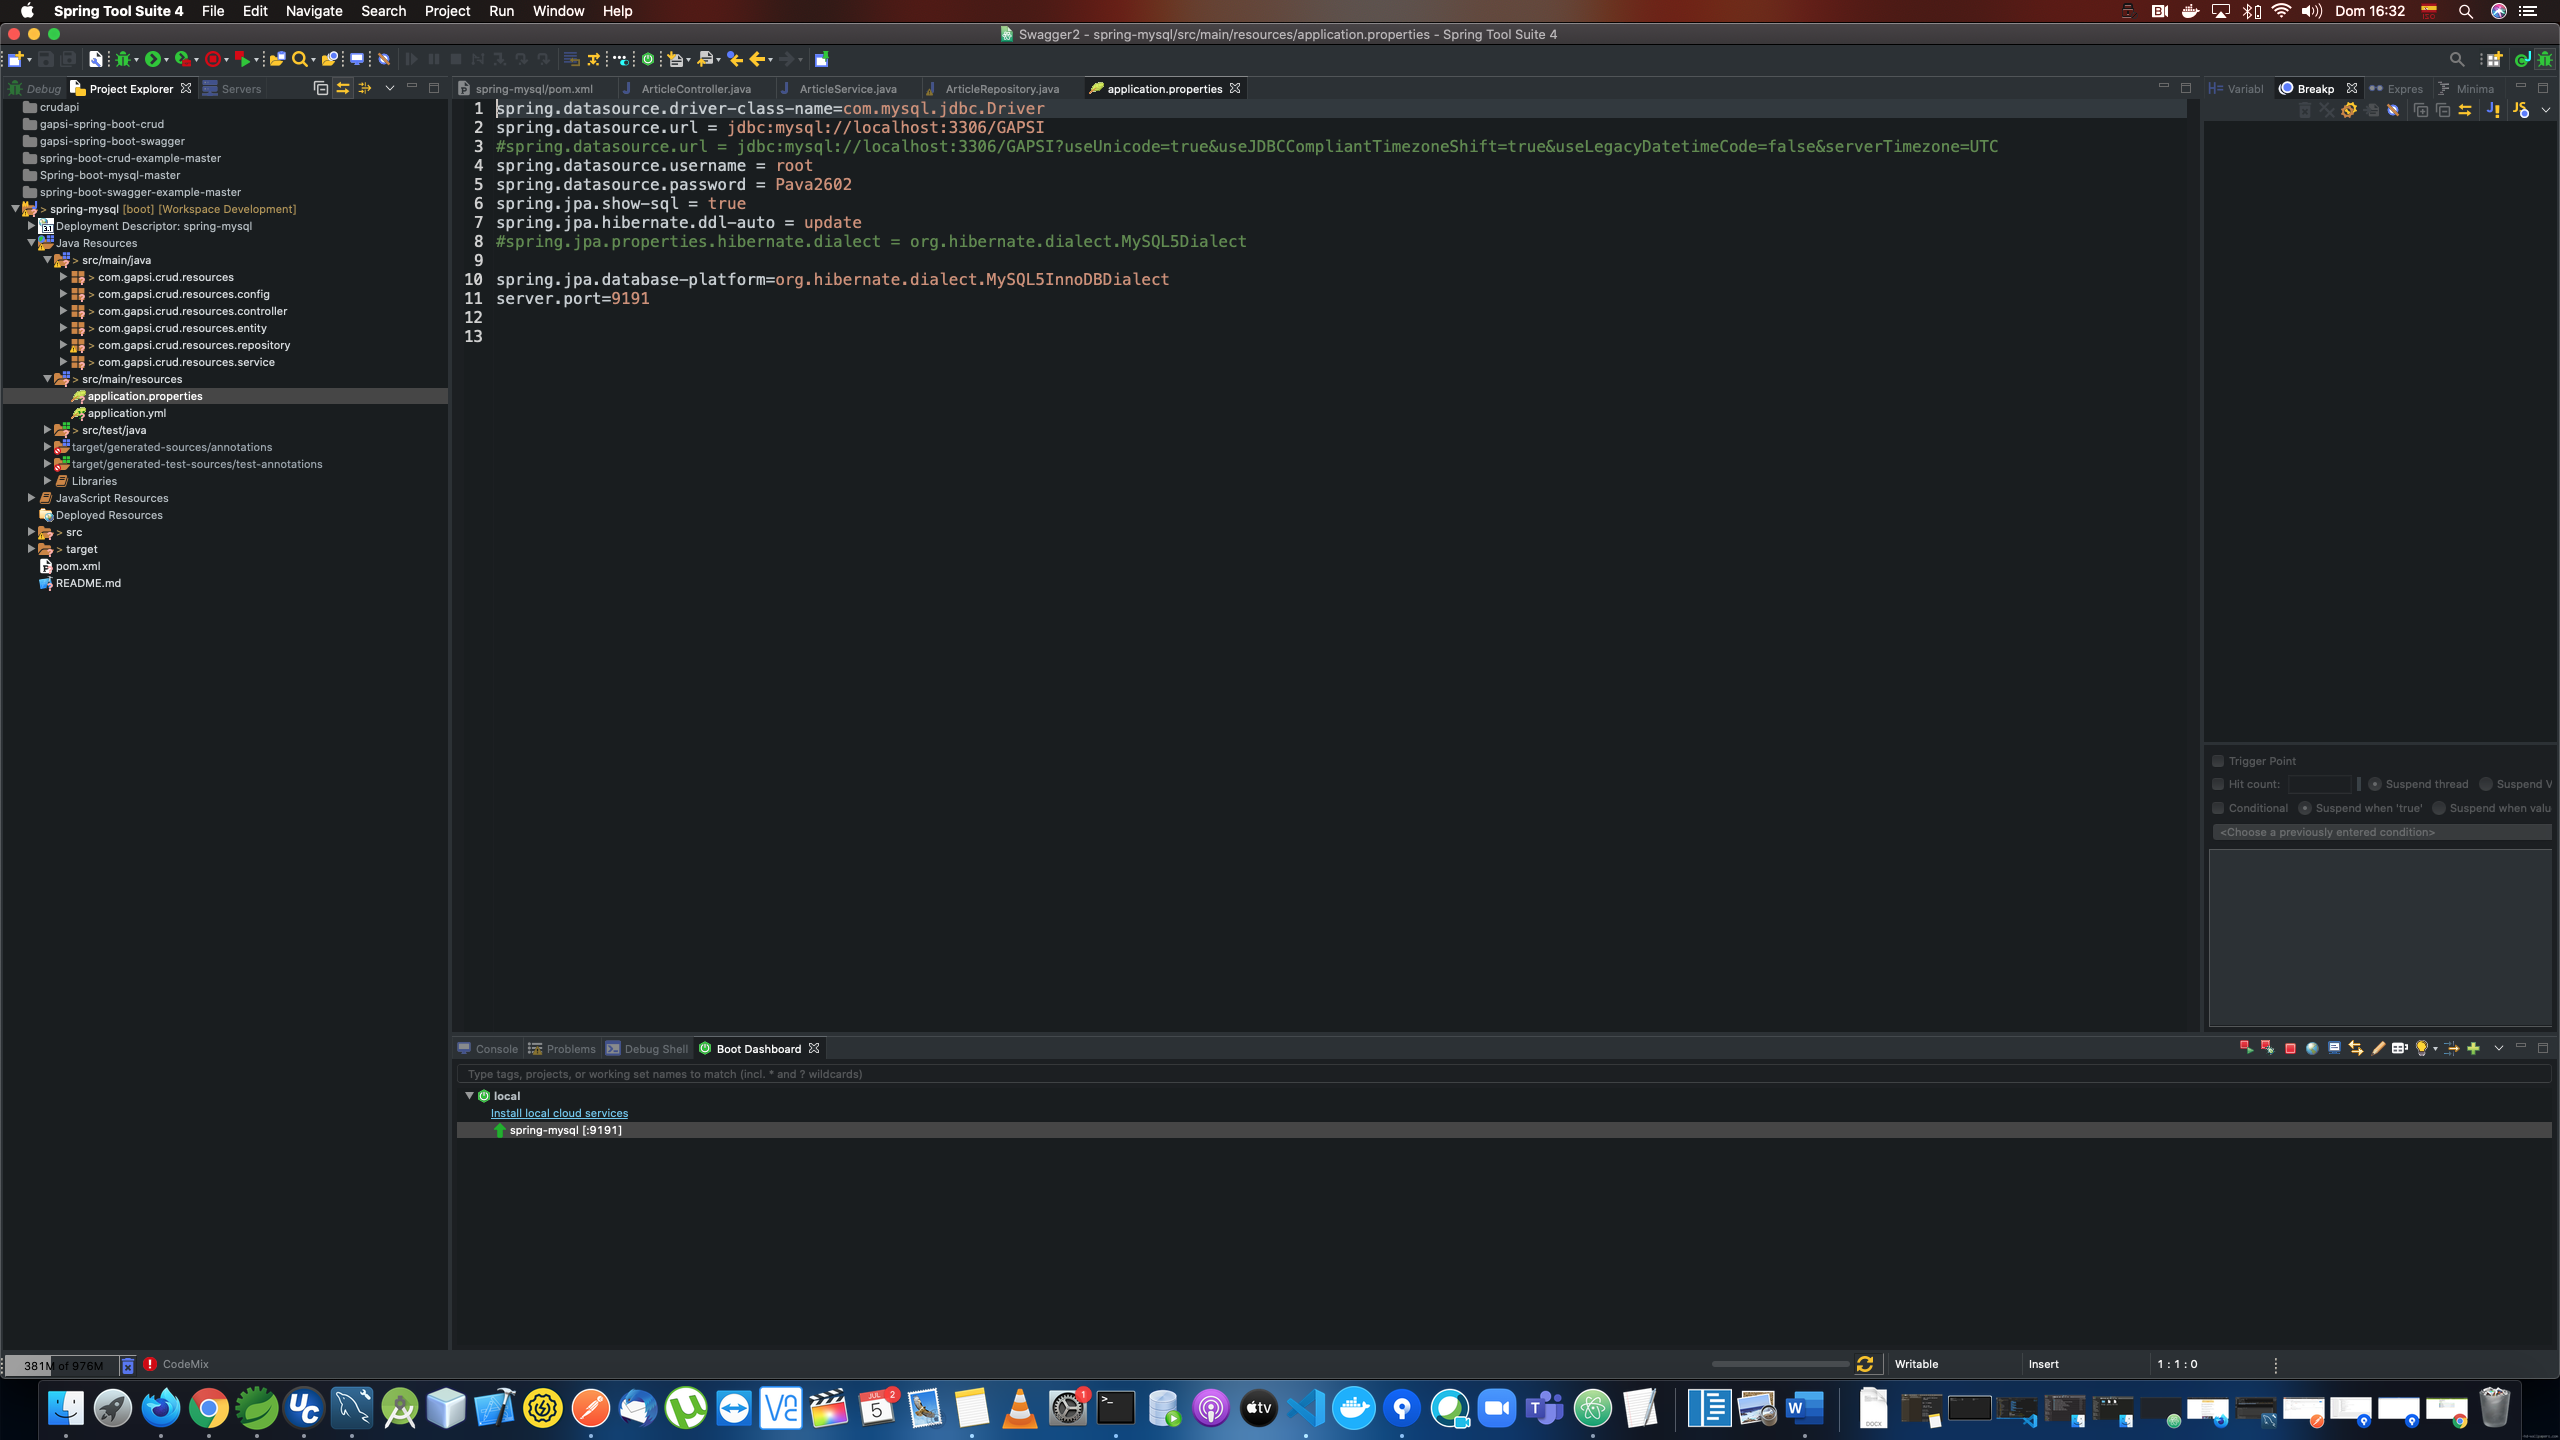 Spring Tool Suite 4 File Edit Navigate Search Project Run Window Help
Dom 16:32
Swagger2 - spring-mysql/src/main/resources/application.properties - Spring Tool Suite 4
Debug Project Explorer Servers
crudapi
gapsi-spring-boot-crud
gapsi-spring-boot-swagger
spring-boot-crud-example-master
Spring-boot-mysql-master
spring-boot-swagger-example-master
> spring-mysql [boot] [Workspace Development]
Deployment Descriptor: spring-mysql
Java Resources
> src/main/java
> com.gapsi.crud.resources
> com.gapsi.crud.resources.config
> com.gapsi.crud.resources.controller
> com.gapsi.crud.resources.entity
> com.gapsi.crud.resources.repository
> com.gapsi.crud.resources.service
> src/main/resources
application.properties
application.yml
> src/test/java
target/generated-sources/annotations
target/generated-test-sources/test-annotations
Libraries
JavaScript Resources
Deployed Resources
> src
> target
pom.xml
README.md
spring-mysql/pom.xml ArticleController.java ArticleService.java ArticleRepository.java application.properties
1 spring.datasource.driver-class-name=com.mysql.jdbc.Driver
2 spring.datasource.url = jdbc:mysql://localhost:3306/GAPSI
3 #spring.datasource.url = jdbc:mysql://localhost:3306/GAPSI?useUnicode=true&useJDBCCompliantTimezoneShift=true&useLegacyDatetimeCode=false&serverTimezone=UTC
4 spring.datasource.username = root
5 spring.datasource.password = Pava2602
6 spring.jpa.show-sql = true
7 spring.jpa.hibernate.ddl-auto = update
8 #spring.jpa.properties.hibernate.dialect = org.hibernate.dialect.MySQL5Dialect
9
10 spring.jpa.database-platform=org.hibernate.dialect.MySQL5InnoDBDialect
11 server.port=9191
12
13
Variabl Breakp Expres Minima
Trigger Point
Hit count: Suspend thread Suspend V
Conditional Suspend when 'true' Suspend when valu
<Choose a previously entered condition>
Console Problems Debug Shell Boot Dashboard
Type tags, projects, or working set names to match (incl. * and ? wildcards)
local
Install local cloud services
spring-mysql [:9191]
381M of 976M CodeMix
Writable Insert 1 : 1 : 0
JUL 2 5
1
tv
DOCX